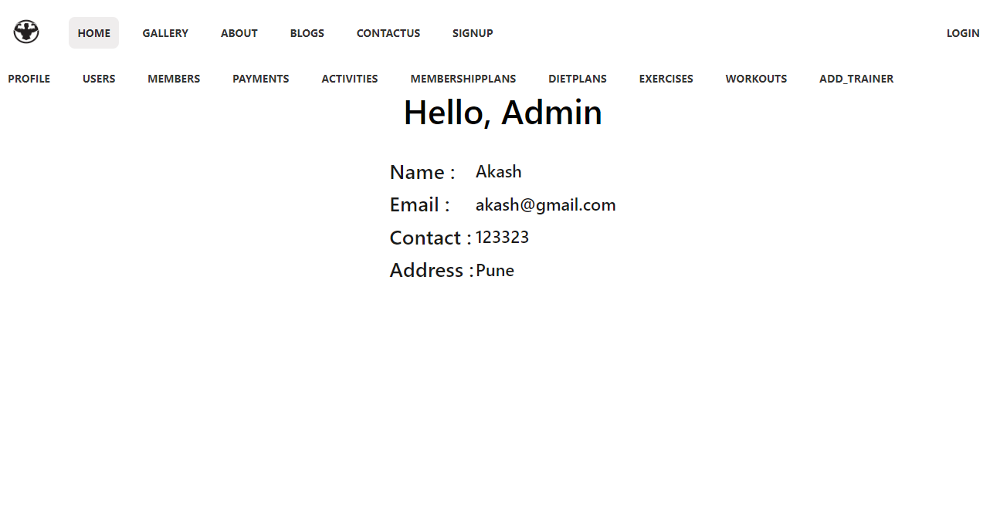 HOME GALLERY ABOUT BLOGS CONTACTUS SIGNUP LOGIN
PROFILE USERS MEMBERS PAYMENTS ACTIVITIES MEMBERSHIPPLANS DIETPLANS EXERCISES WORKOUTS ADD_TRAINER
Hello, Admin
Name : Akash
Email : akash@gmail.com
Contact : 123323
Address : Pune